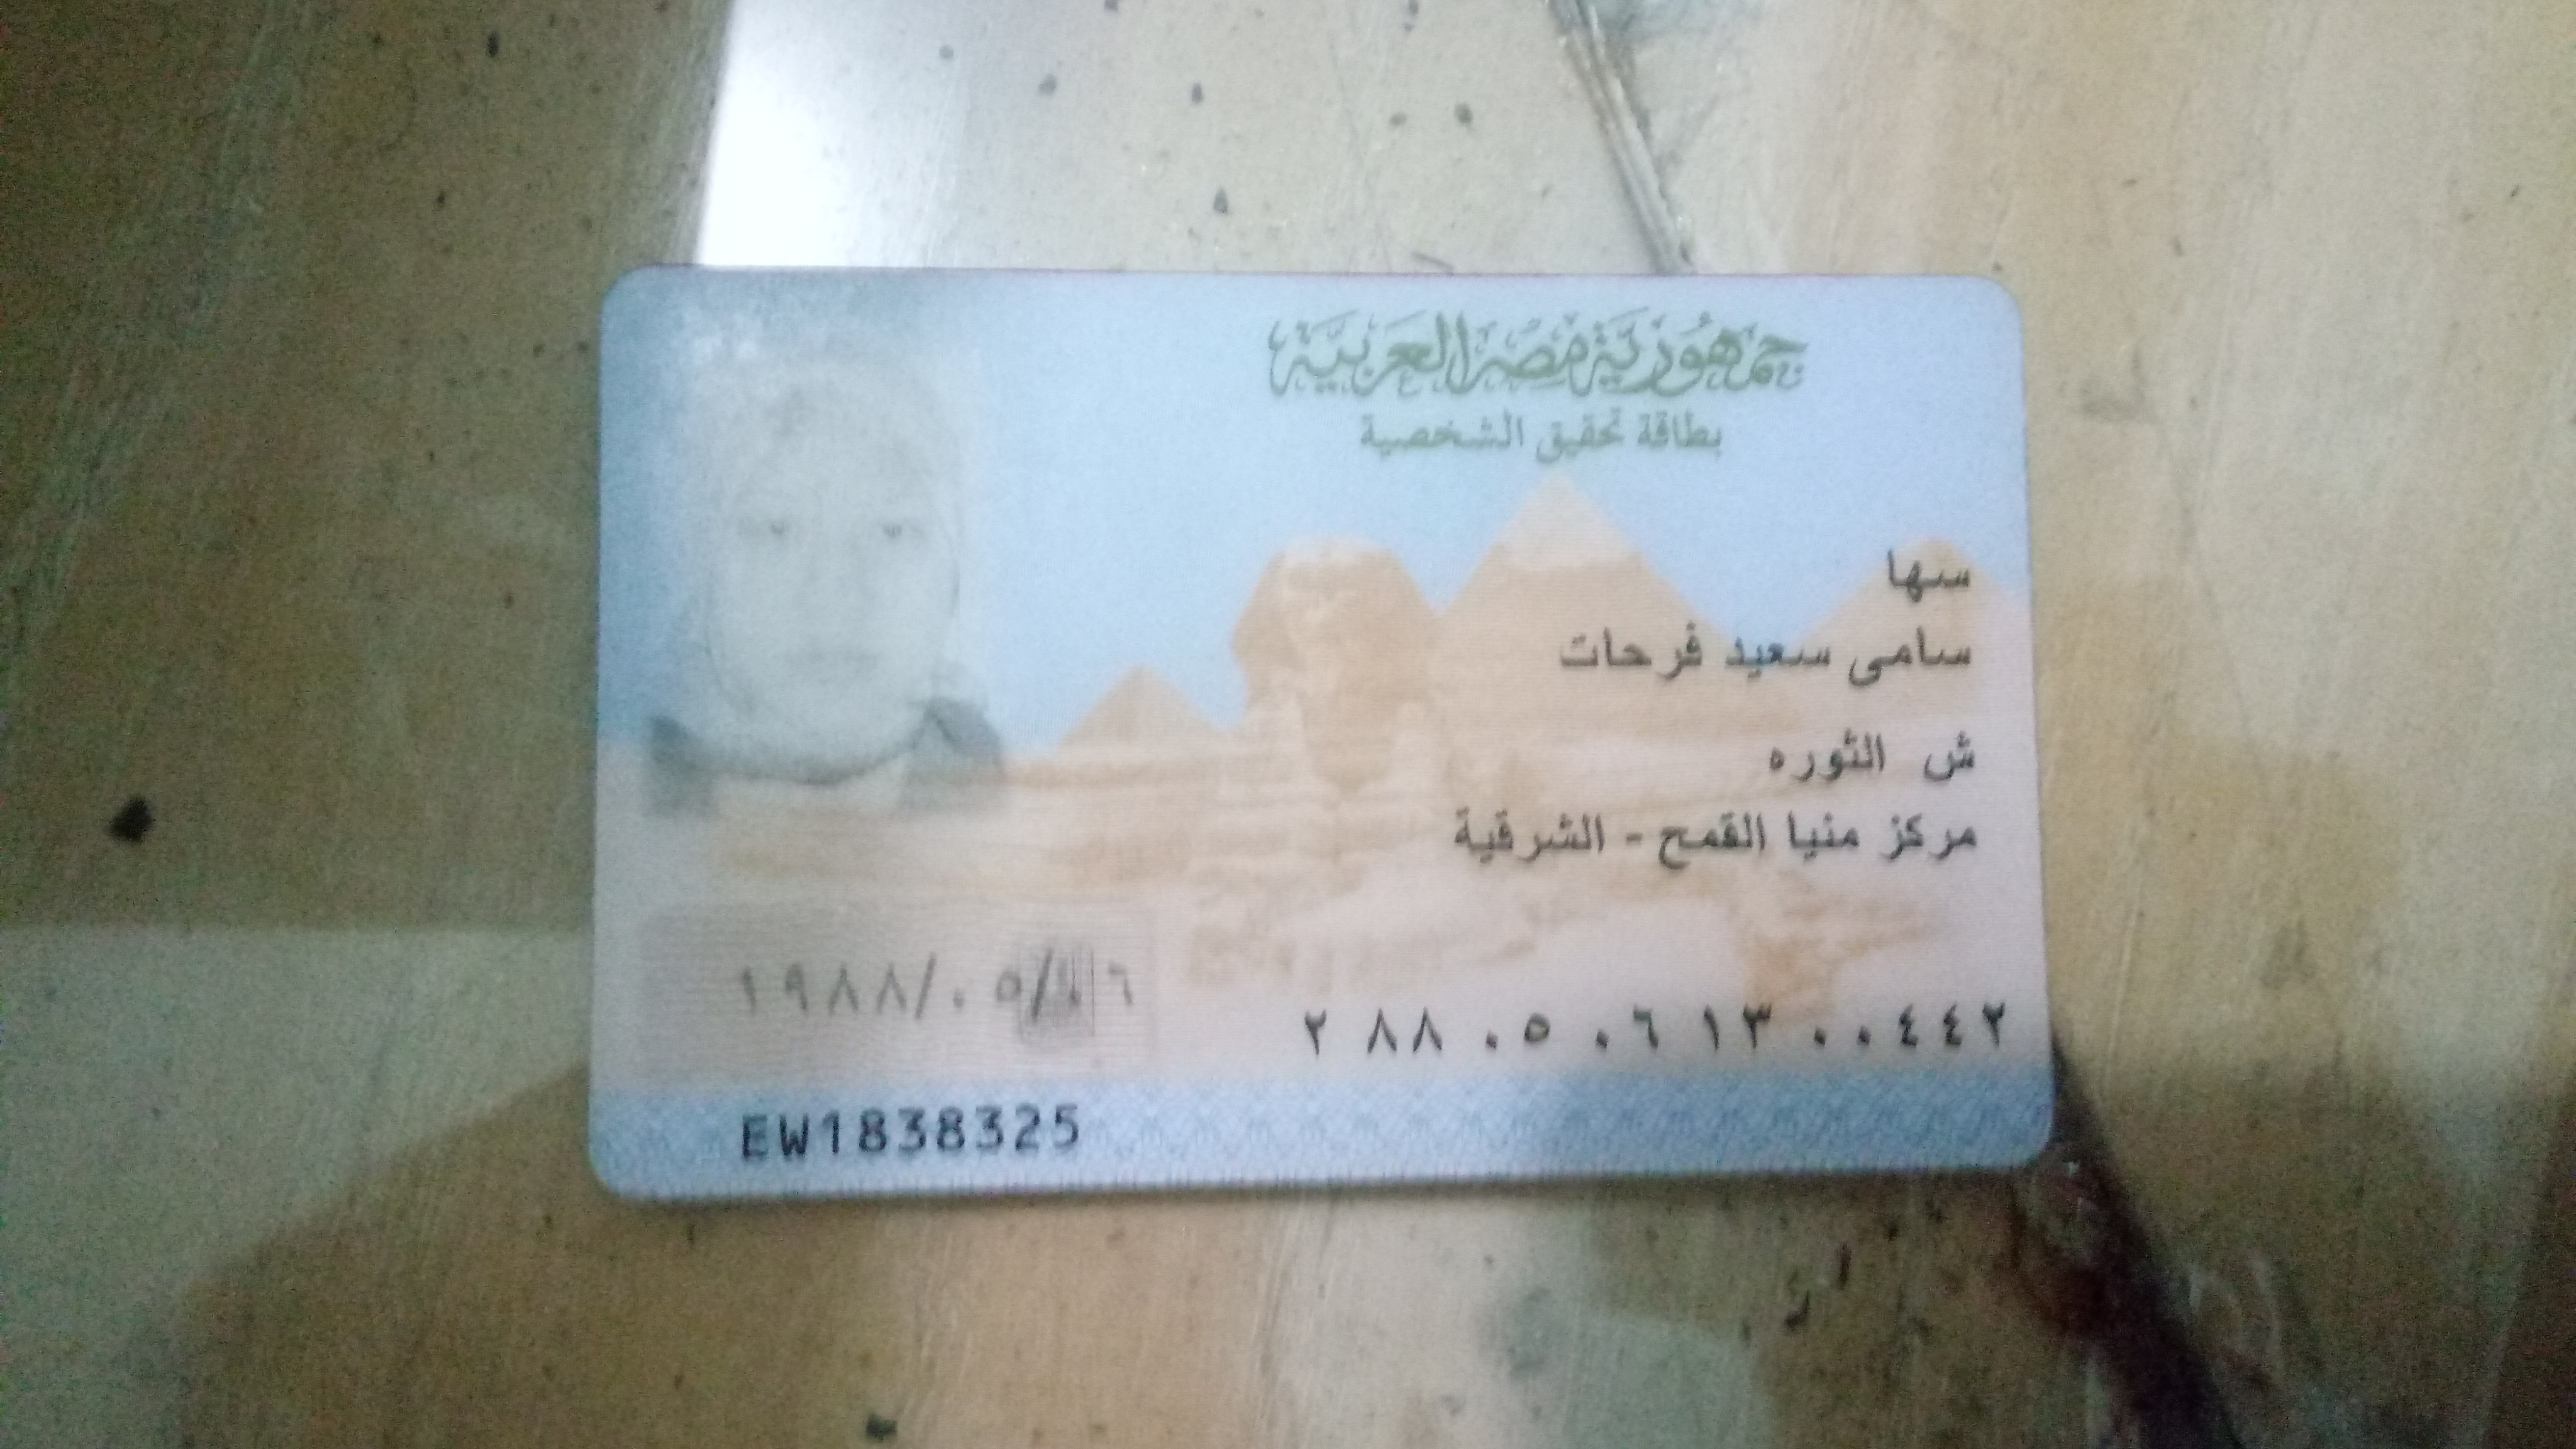 جمهورية مصر العربية
بطاقة تحقيق الشخصية
سها
سامى سعيد فرحات
ش الثوره
مركز منيا القمح - الشرقية
٢ ٨٨ ٠٥ ٠٦ ١٣ ٠٠٤٤٢
١٩٨٨/٠٥/٠٦
EW1838325